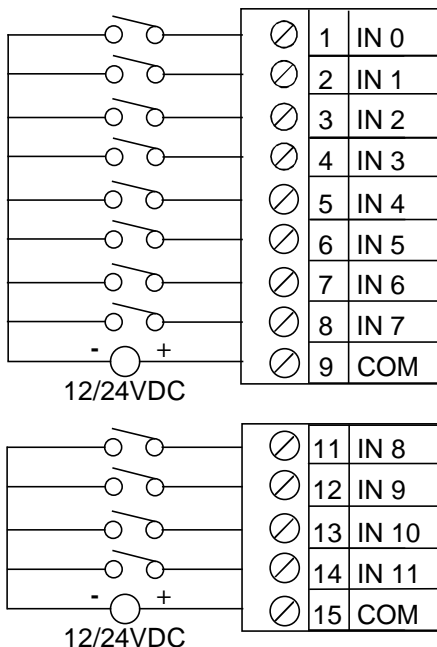 1 IN 0
2 IN 1
3 IN 2
4 IN 3
5 IN 4
6 IN 5
7 IN 6
8 IN 7
- + 9 COM
12/24VDC
11 IN 8
12 IN 9
13 IN 10
14 IN 11
- + 15 COM
12/24VDC